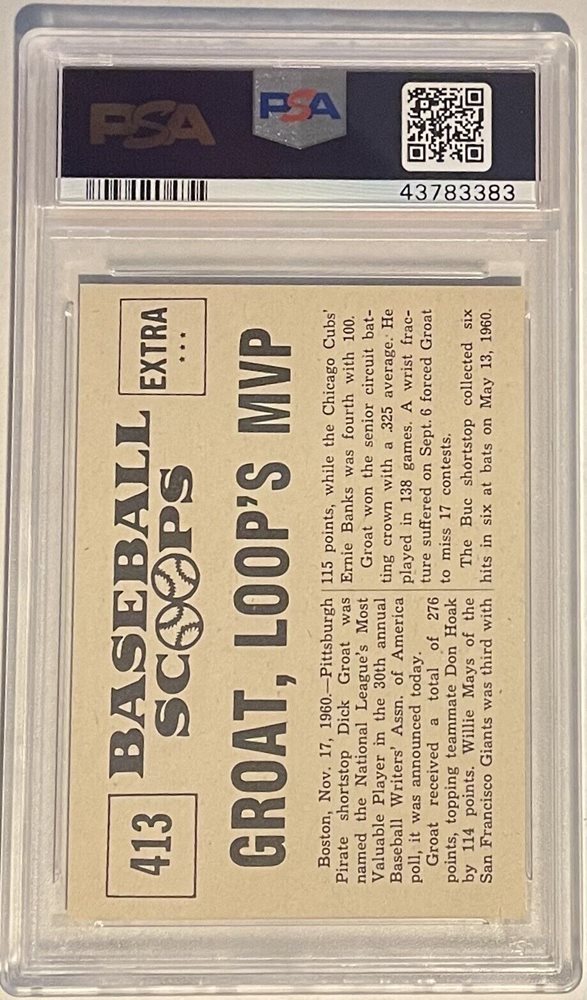 PSA
PSA
43783383
413
BASEBALL
SCOOPS
EXTRA
***
GROAT, LOOP'S MVP
Boston, Nov. 17, 1960.—Pittsburgh
Pirate shortstop Dick Groat was
named the National League's Most
Valuable Player in the 30th annual
Baseball Writers' Assn. of America
poll, it was announced today.
Groat received a total of 276
points, topping teammate Don Hoak
by 114 points. Willie Mays of the
San Francisco Giants was third with
115 points, while the Chicago Cubs'
Ernie Banks was fourth with 100.
Groat won the senior circuit bat-
ting crown with a .325 average. He
played in 138 games. A wrist frac-
ture suffered on Sept. 6 forced Groat
to miss 17 contests.
The Buc shortstop collected six
hits in six at bats on May 13, 1960.